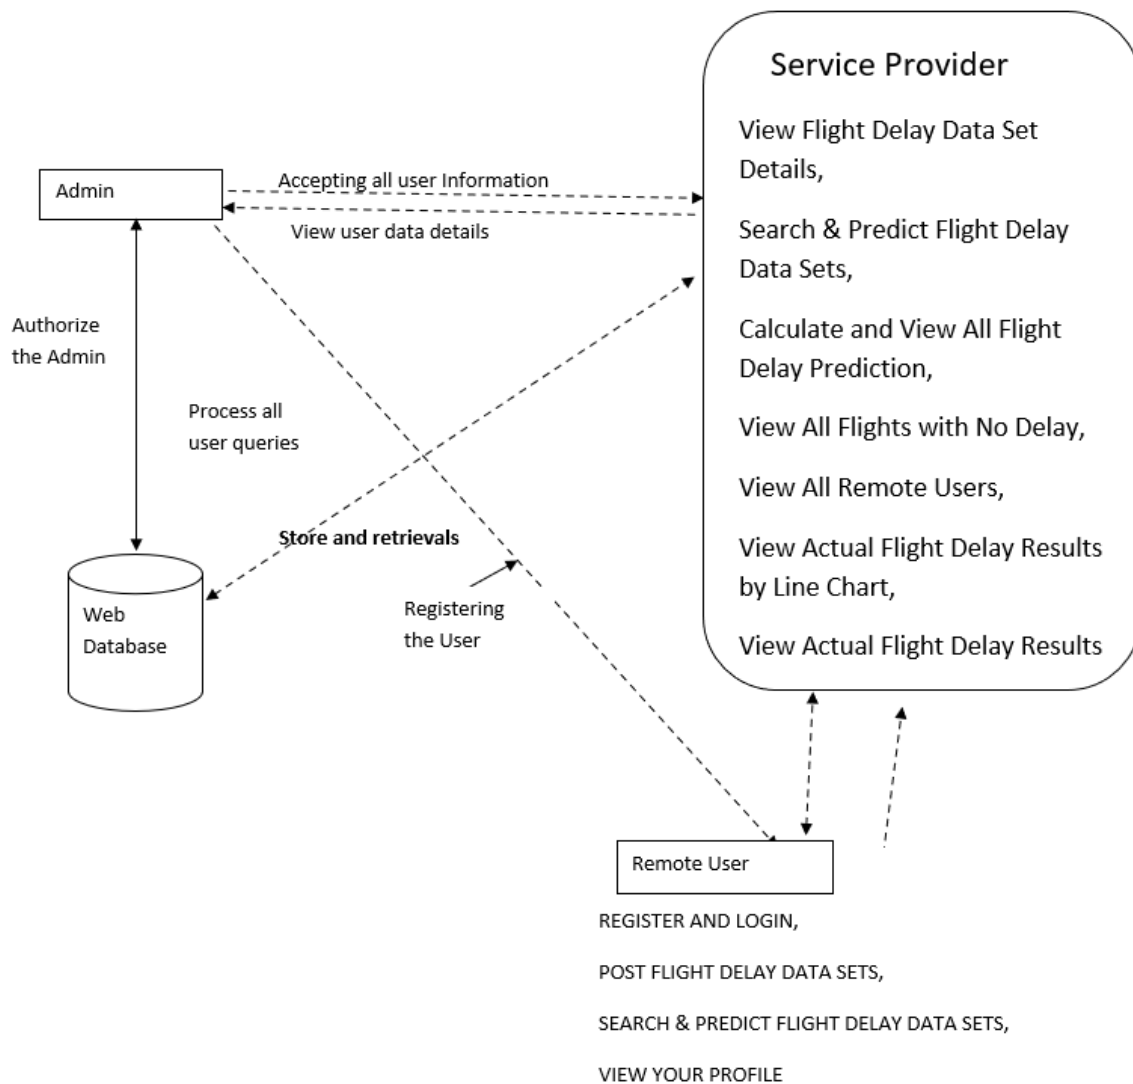 Service Provider
View Flight Delay Data Set
Details,
Search & Predict Flight Delay
Data Sets,
Calculate and View All Flight
Delay Prediction,
View All Flights with No Delay,
View All Remote Users,
View Actual Flight Delay Results
by Line Chart,
View Actual Flight Delay Results
Admin
Accepting all user Information
View user data details
Authorize
the Admin
Process all
user queries
Store and retrievals
Registering
the User
Web
Database
Remote User
REGISTER AND LOGIN,
POST FLIGHT DELAY DATA SETS,
SEARCH & PREDICT FLIGHT DELAY DATA SETS,
VIEW YOUR PROFILE